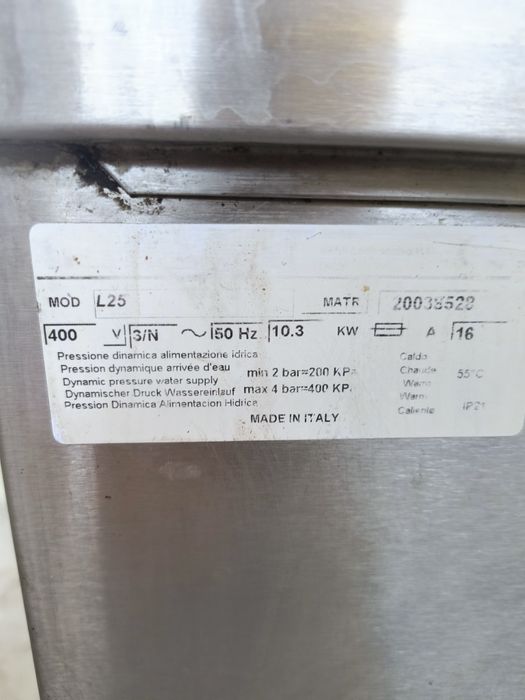 MOD L25 MATR 20038528
400 V 3/N ~ 50 Hz 10.3 KW A 16
Pressione dinamica alimentazione idrica
Pression dynamique arrivée d'eau
Dynamic pressure water supply
Dynamischer Druck Wassereinlauf
Pression Dinamica Alimentacion Hidrica
min 2 bar=200 KPa
max 4 bar=400 KPa
Caldo
Chaude
Warm
Warm
Caliente
55°C
IP21
MADE IN ITALY